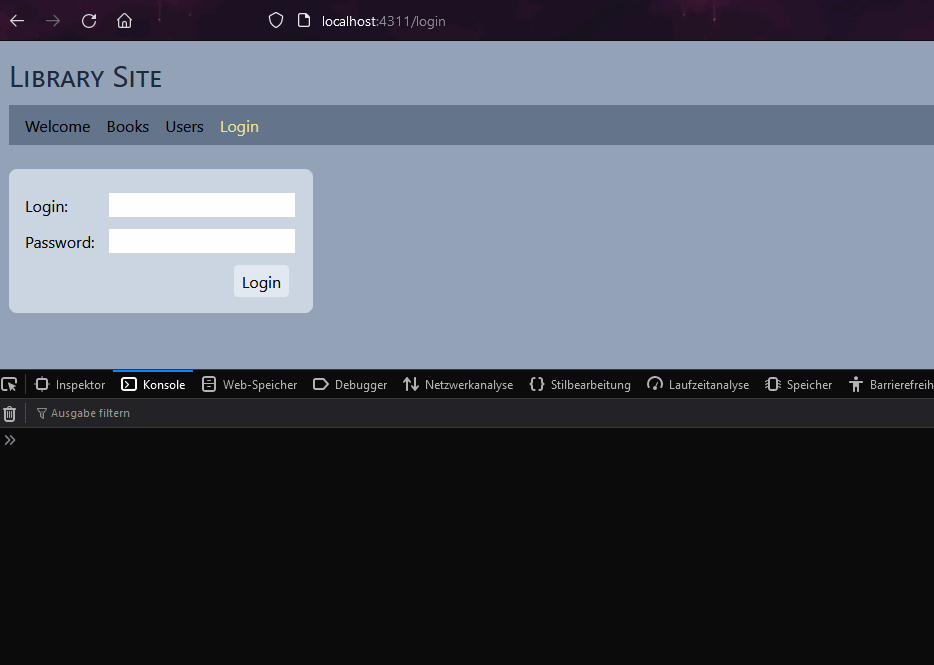 localhost:4311/login
Library Site
Welcome Books Users Login
Login:
Password:
Login
Inspektor Konsole Web-Speicher Debugger Netzwerkanalyse Stilbearbeitung Laufzeitanalyse Speicher Barrierefreih
Ausgabe filtern